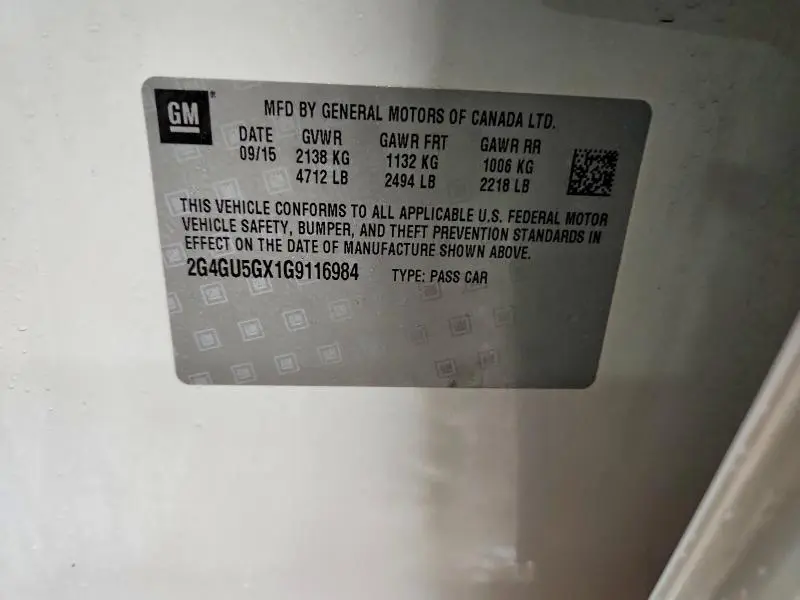 GM
MFD BY GENERAL MOTORS OF CANADA LTD.
DATE GVWR GAWR FRT GAWR RR
09/15 2138 KG 1132 KG 1006 KG
4712 LB 2494 LB 2218 LB
THIS VEHICLE CONFORMS TO ALL APPLICABLE U.S. FEDERAL MOTOR
VEHICLE SAFETY, BUMPER, AND THEFT PREVENTION STANDARDS IN
EFFECT ON THE DATE OF MANUFACTURE SHOWN ABOVE.
2G4GU5GX1G9116984 TYPE: PASS CAR